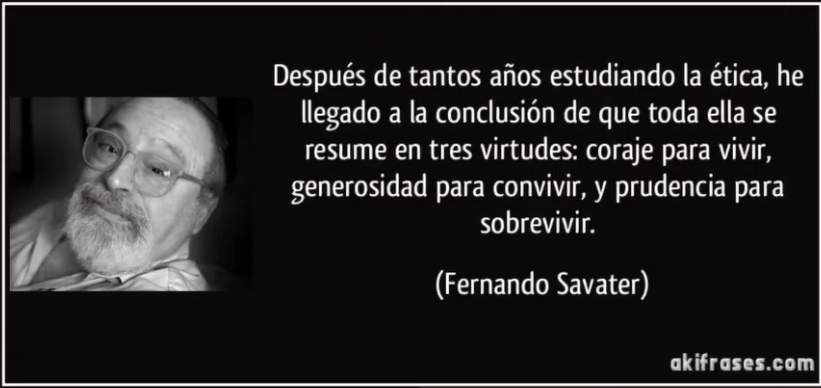 Después de tantos años estudiando la ética, he
llegado a la conclusión de que toda ella se
resume en tres virtudes: coraje para vivir,
generosidad para convivir, y prudencia para
sobrevivir.
(Fernando Savater)
akifrases.com